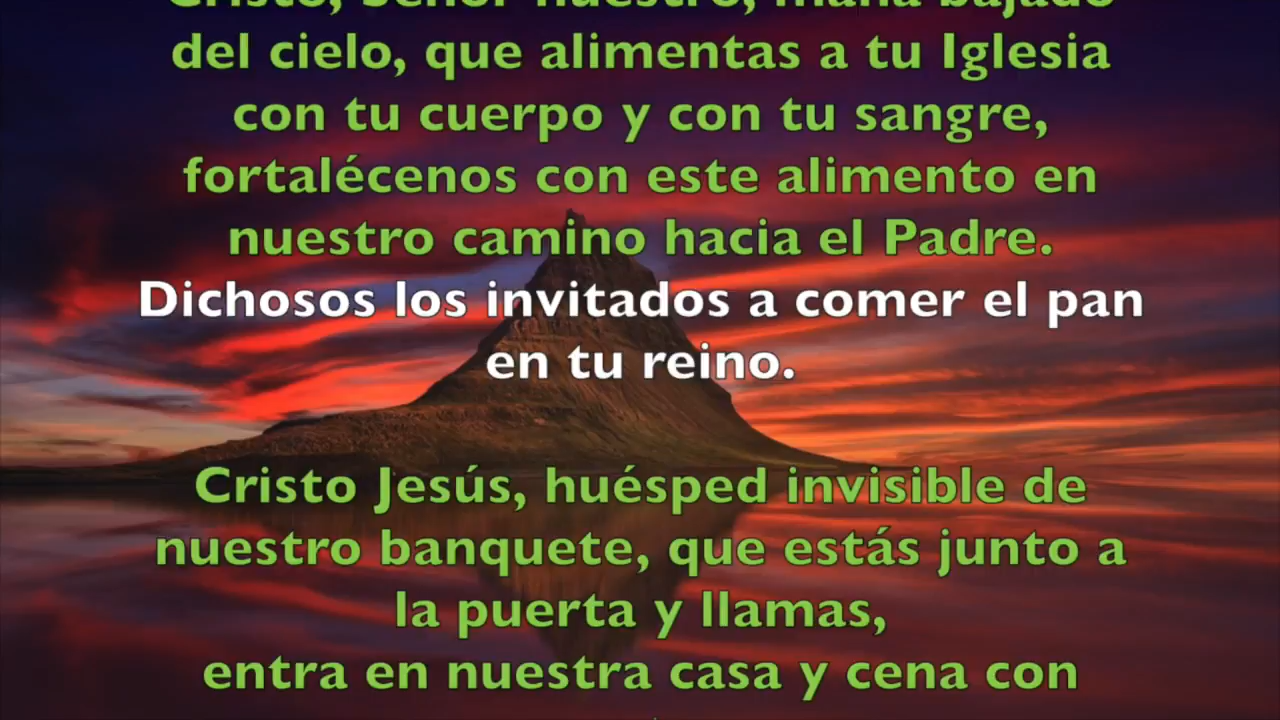 Cristo, Señor nuestro, maná bajado
del cielo, que alimentas a tu Iglesia
con tu cuerpo y con tu sangre,
fortalécenos con este alimento en
nuestro camino hacia el Padre.
Dichosos los invitados a comer el pan
en tu reino.
Cristo Jesús, huésped invisible de
nuestro banquete, que estás junto a
la puerta y llamas,
entra en nuestra casa y cena con